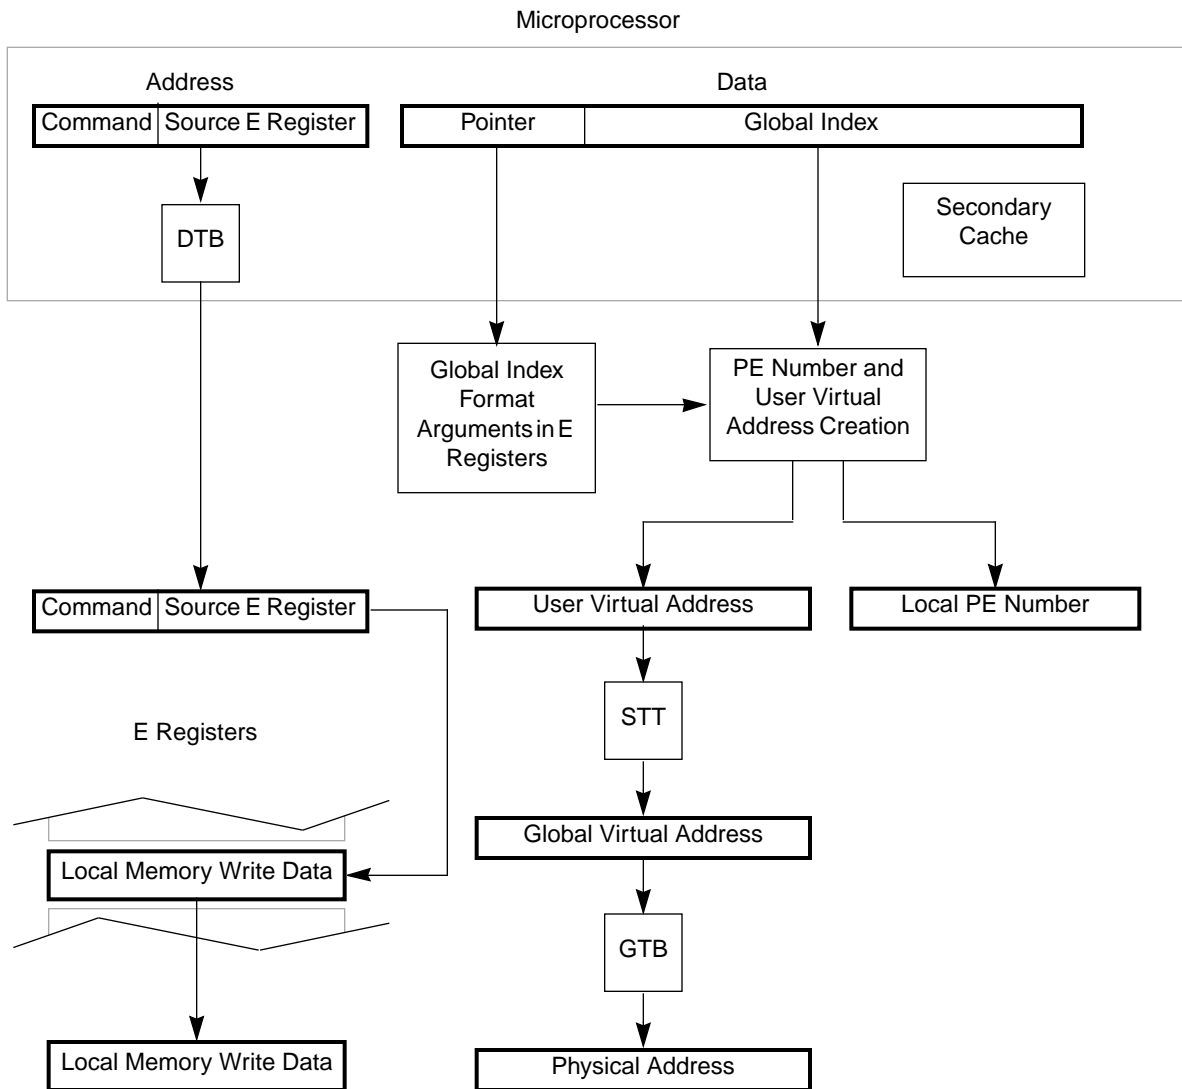 Microprocessor
Address
Data
Command
Source E Register
Pointer
Global Index
DTB
Secondary
Cache
Global Index
Format
Arguments in E
Registers
PE Number and
User Virtual
Address Creation
Command
Source E Register
User Virtual Address
Local PE Number
STT
E Registers
Global Virtual Address
Local Memory Write Data
GTB
Local Memory Write Data
Physical Address